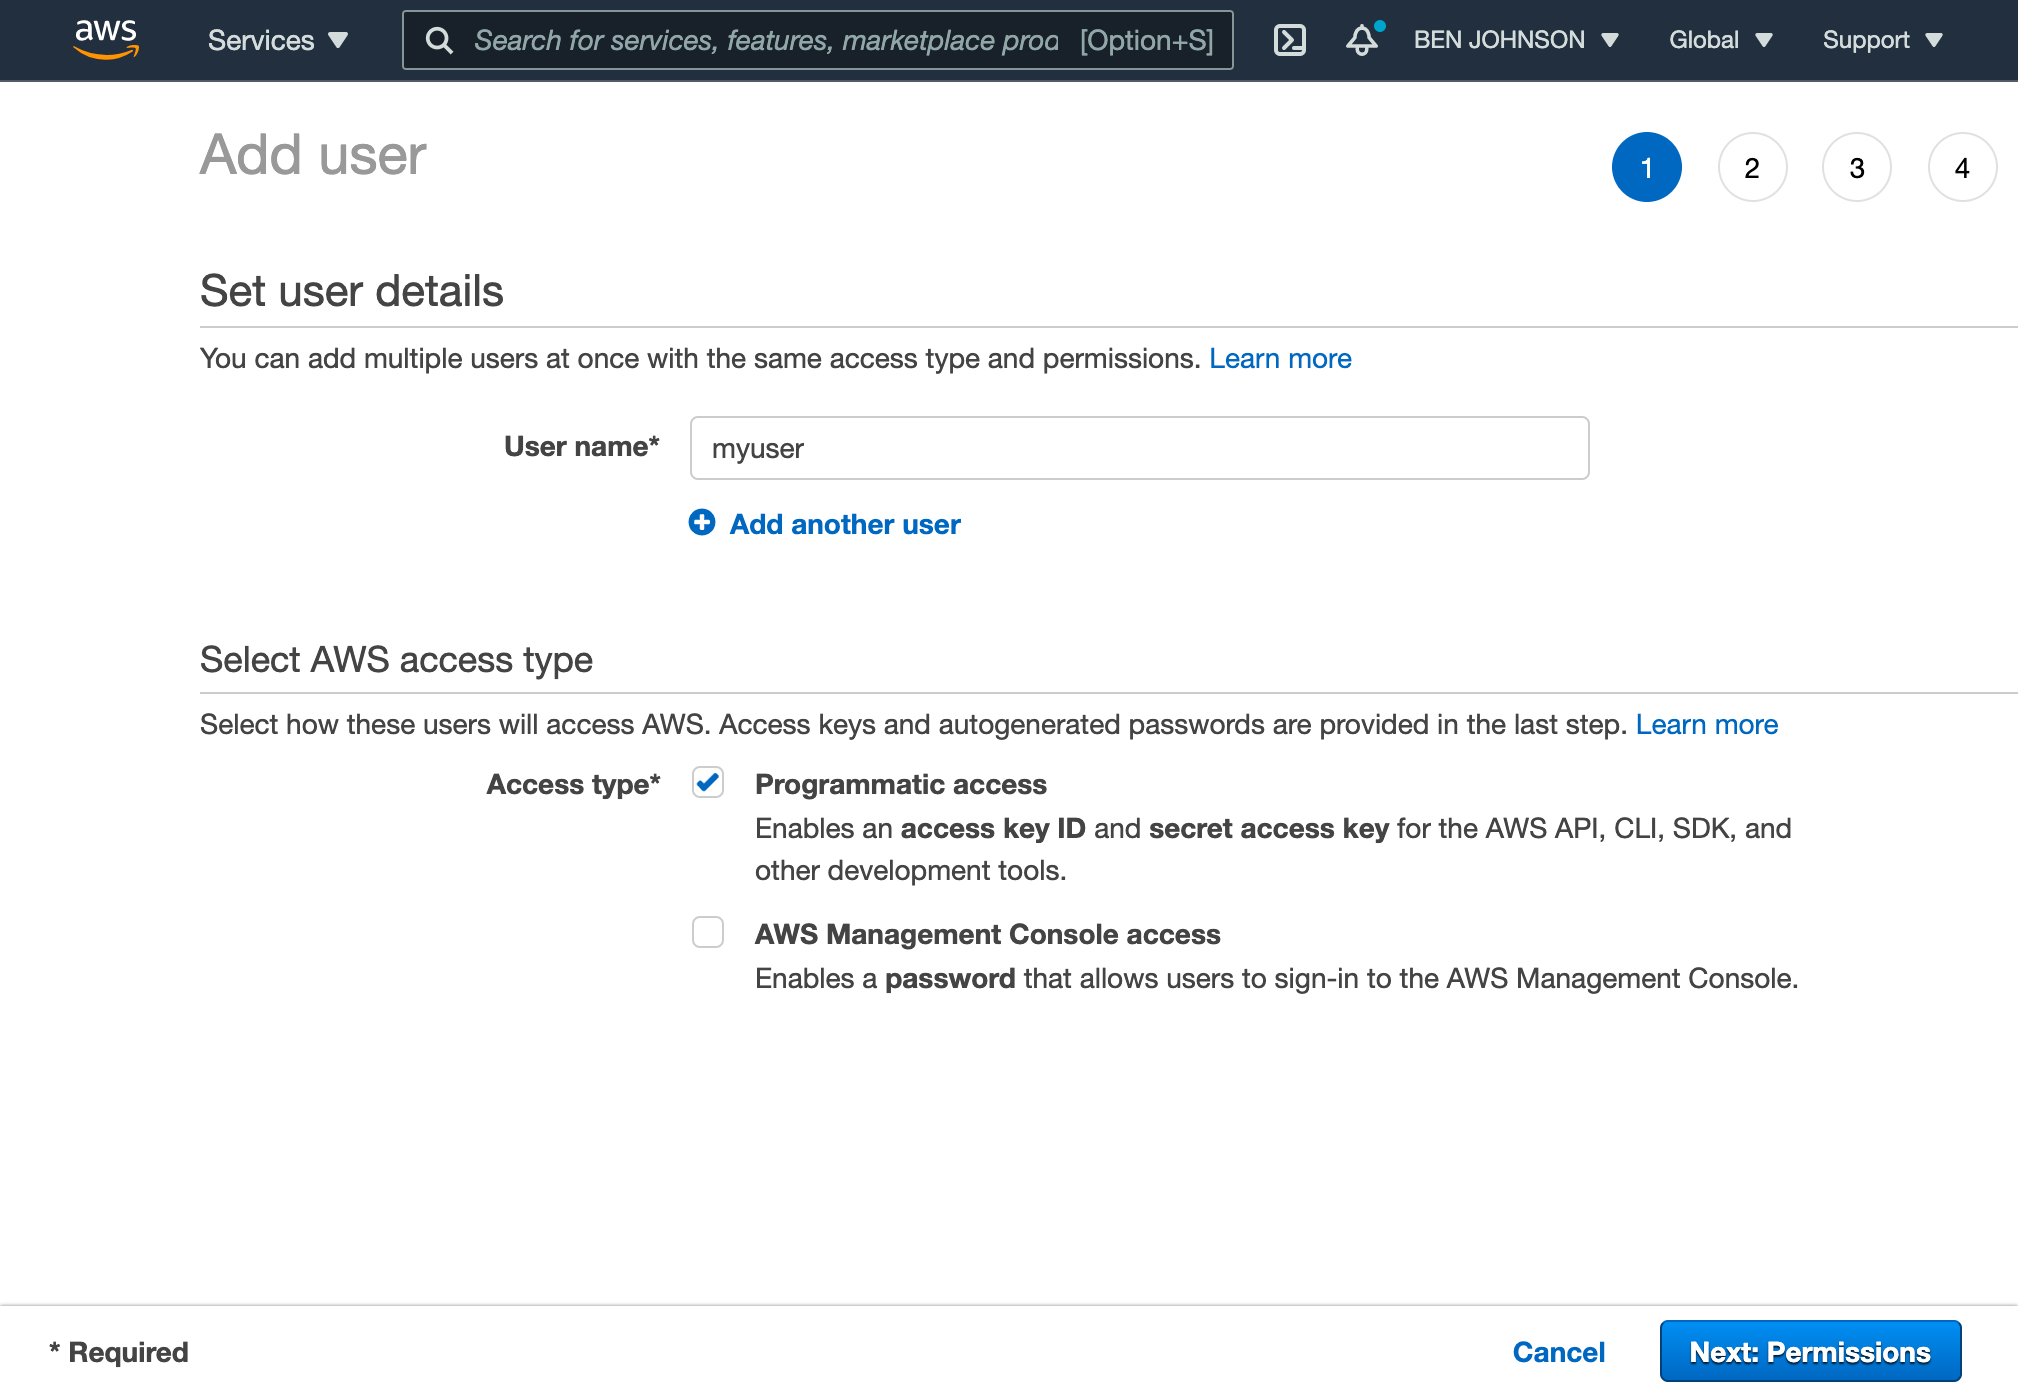 aws Services Search for services, features, marketplace prod [Option+S] BEN JOHNSON Global Support
Add user 1 2 3 4
Set user details
You can add multiple users at once with the same access type and permissions. Learn more
User name* myuser
Add another user
Select AWS access type
Select how these users will access AWS. Access keys and autogenerated passwords are provided in the last step. Learn more
Access type* Programmatic access
Enables an access key ID and secret access key for the AWS API, CLI, SDK, and
other development tools.
AWS Management Console access
Enables a password that allows users to sign-in to the AWS Management Console.
* Required Cancel Next: Permissions